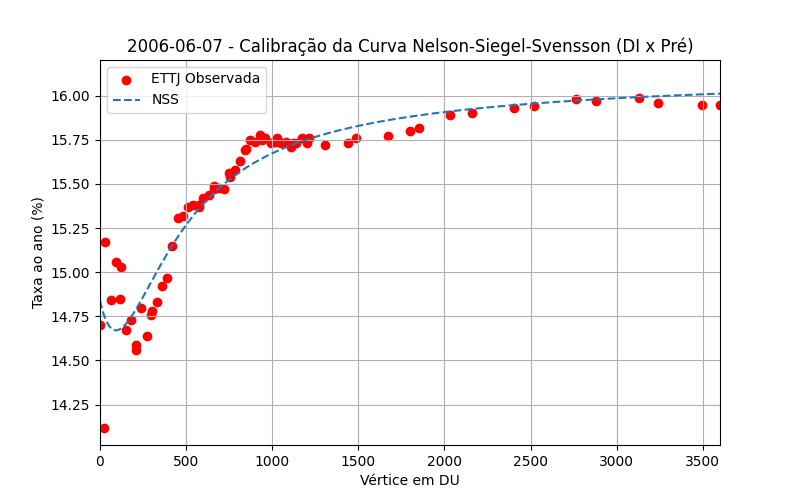 2006-06-07 - Calibração da Curva Nelson-Siegel-Svensson (DI x Pré)
ETTJ Observada
NSS
Taxa ao ano (%)
16.00
15.75
15.50
15.25
15.00
14.75
14.50
14.25
0 500 1000 1500 2000 2500 3000 3500
Vértice em DU